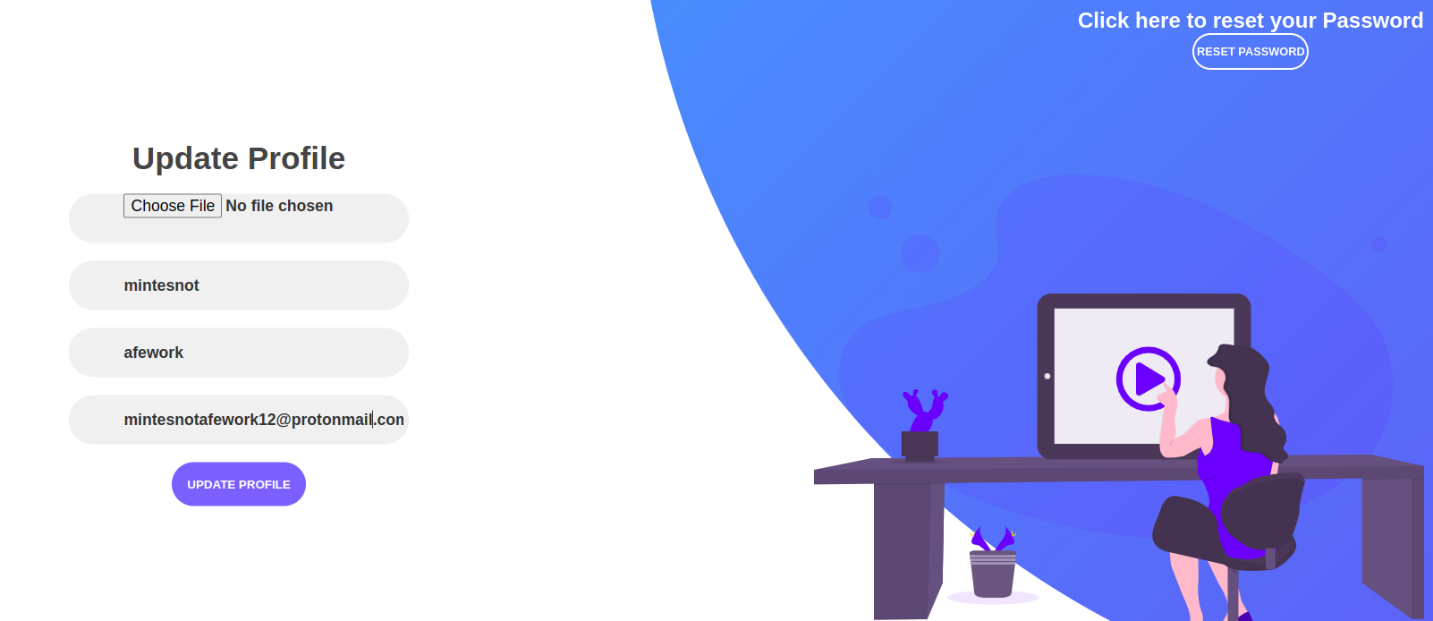 Click here to reset your Password
RESET PASSWORD
Update Profile
Choose File No file chosen
mintesnot
afework
mintesnotafework12@protonmail.com
UPDATE PROFILE